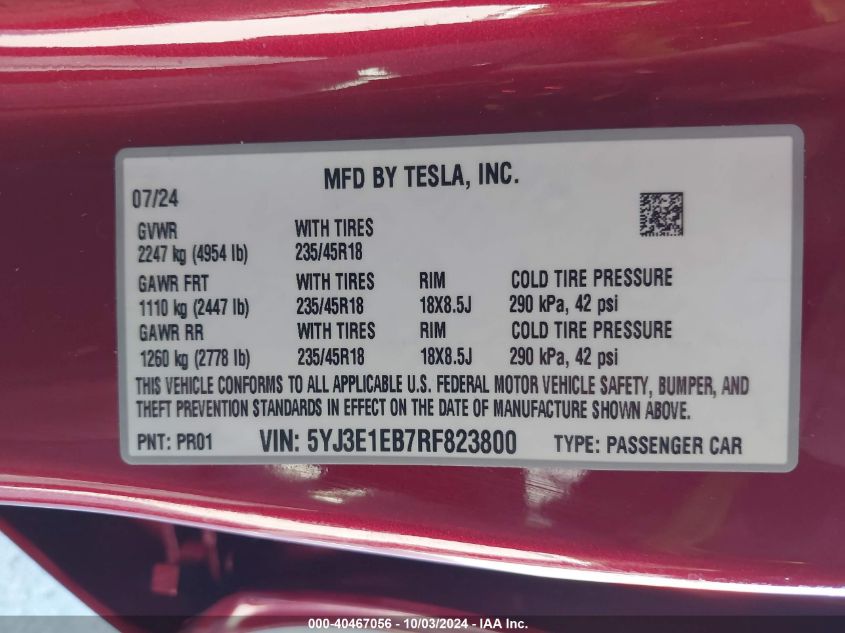 MFD BY TESLA, INC.
07/24
GVWR WITH TIRES
2247 kg (4954 lb) 235/45R18
GAWR FRT WITH TIRES RIM COLD TIRE PRESSURE
1110 kg (2447 lb) 235/45R18 18X8.5J 290 kPa, 42 psi
GAWR RR WITH TIRES RIM COLD TIRE PRESSURE
1260 kg (2778 lb) 235/45R18 18X8.5J 290 kPa, 42 psi
THIS VEHICLE CONFORMS TO ALL APPLICABLE U.S. FEDERAL MOTOR VEHICLE SAFETY, BUMPER, AND
THEFT PREVENTION STANDARDS IN EFFECT ON THE DATE OF MANUFACTURE SHOWN ABOVE.
PNT: PR01 VIN: 5YJ3E1EB7RF823800 TYPE: PASSENGER CAR
000-40467056 - 10/03/2024 - IAA Inc.